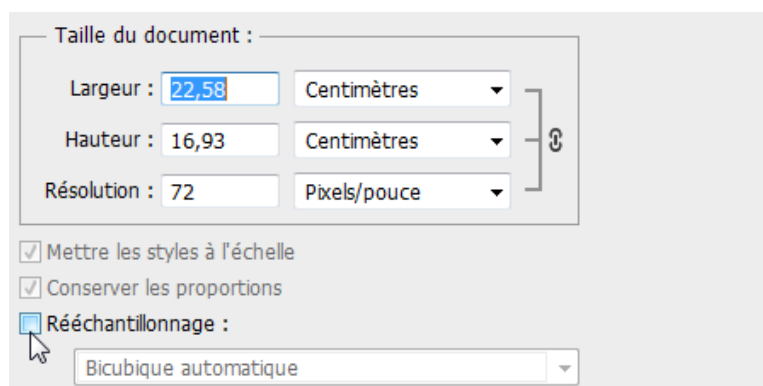 Taille du document :
Largeur : 22,58 Centimètres
Hauteur : 16,93 Centimètres
Résolution : 72 Pixels/pouce
Mettre les styles à l'échelle
Conserver les proportions
Rééchantillonnage :
Bicubique automatique